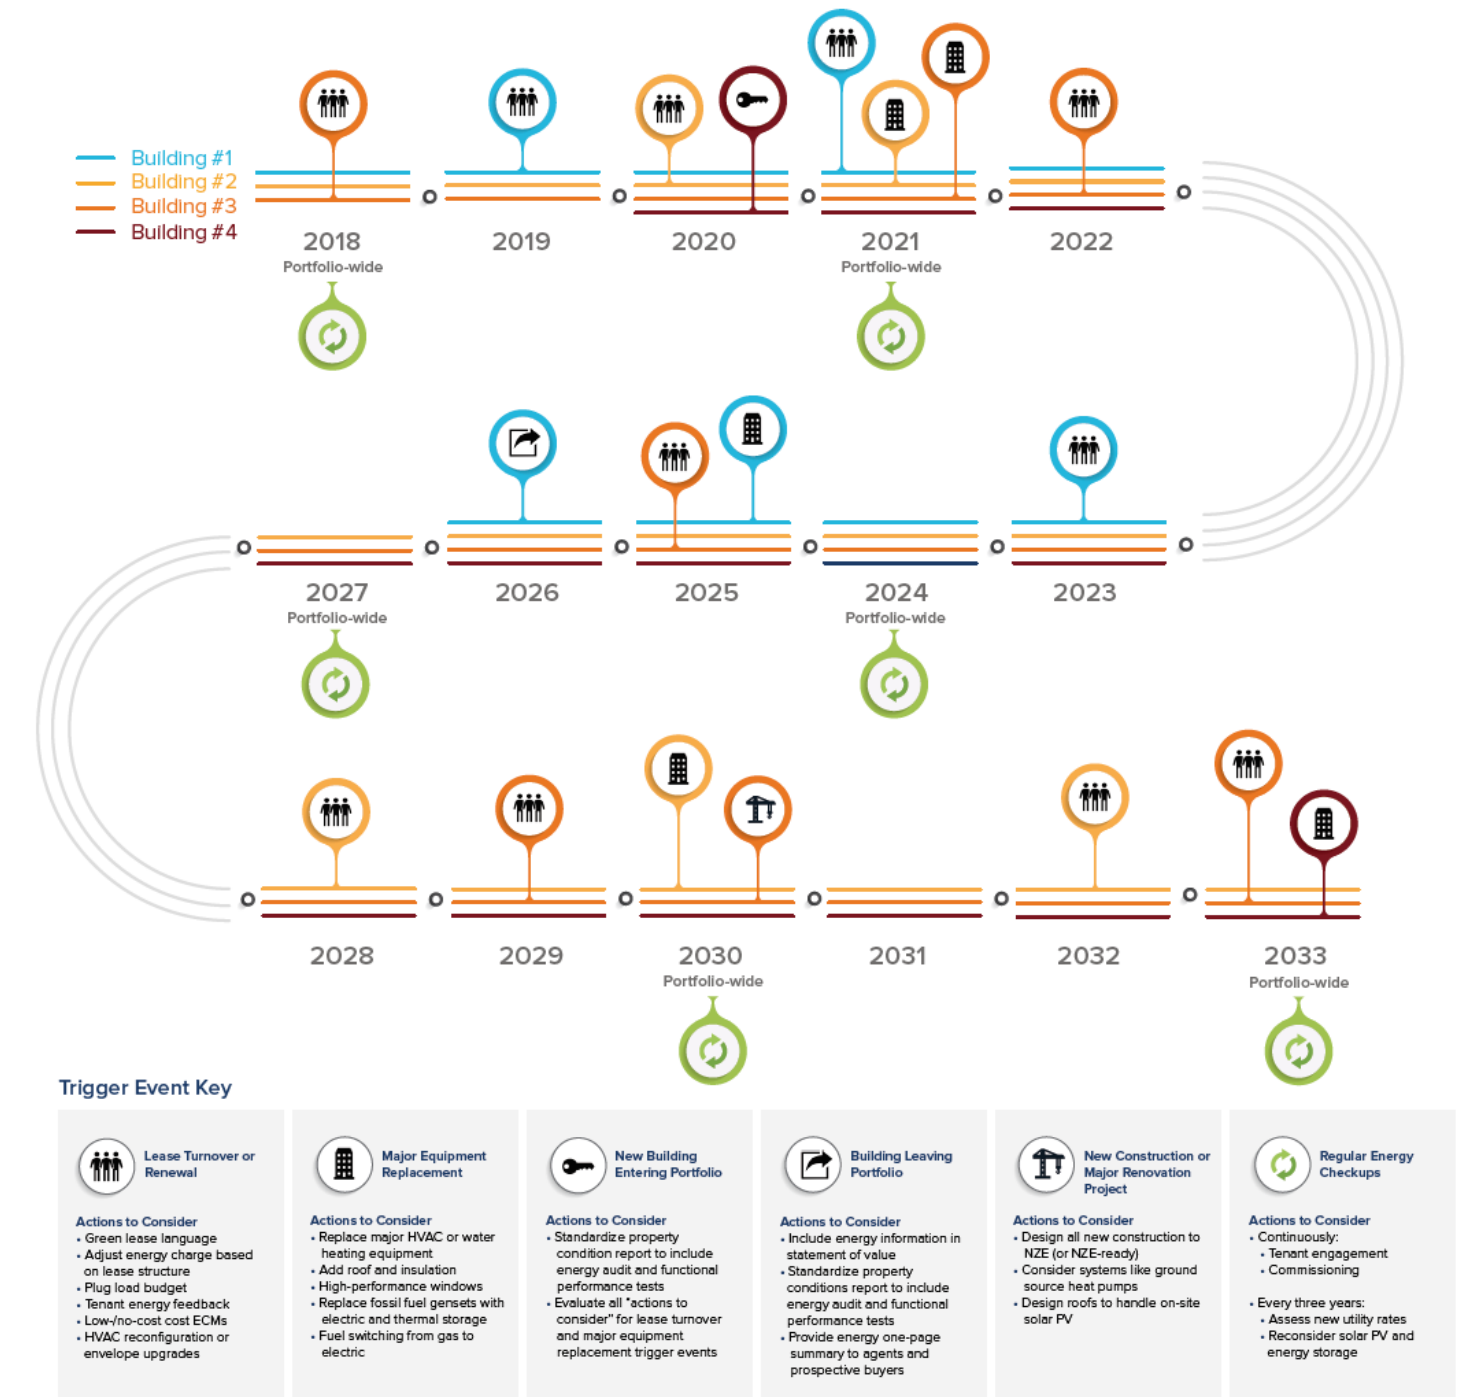 Building #1
Building #2
Building #3
Building #4
2018
Portfolio-wide
2019
2020
2021
Portfolio-wide
2022
2027
Portfolio-wide
2026
2025
2024
Portfolio-wide
2023
2028
2029
2030
Portfolio-wide
2031
2032
2033
Portfolio-wide
Trigger Event Key
Lease Turnover or
Renewal
Actions to Consider
• Green lease language
• Adjust energy charge based
on lease structure
• Plug load budget
• Tenant energy feedback
• Low-/no-cost cost ECMs
• HVAC reconfiguration or
envelope upgrades
Major Equipment
Replacement
Actions to Consider
• Replace major HVAC or water
heating equipment
• Add roof and insulation
• High-performance windows
• Replace fossil fuel gensets with
electric and thermal storage
• Fuel switching from gas to
electric
New Building
Entering Portfolio
Actions to Consider
• Standardize property
condition report to include
energy audit and functional
performance tests
• Evaluate all "actions to
consider" for lease turnover
and major equipment
replacement trigger events
Building Leaving
Portfolio
Actions to Consider
• Include energy information in
statement of value
• Standardize property
conditions report to include
energy audit and functional
performance tests
• Provide energy one-page
summary to agents and
prospective buyers
New Construction or
Major Renovation
Project
Actions to Consider
• Design all new construction to
NZE (or NZE-ready)
• Consider systems like ground
source heat pumps
• Design roofs to handle on-site
solar PV
Regular Energy
Checkups
Actions to Consider
• Continuously:
• Tenant engagement
• Commissioning
• Every three years:
• Assess new utility rates
• Reconsider solar PV and
energy storage